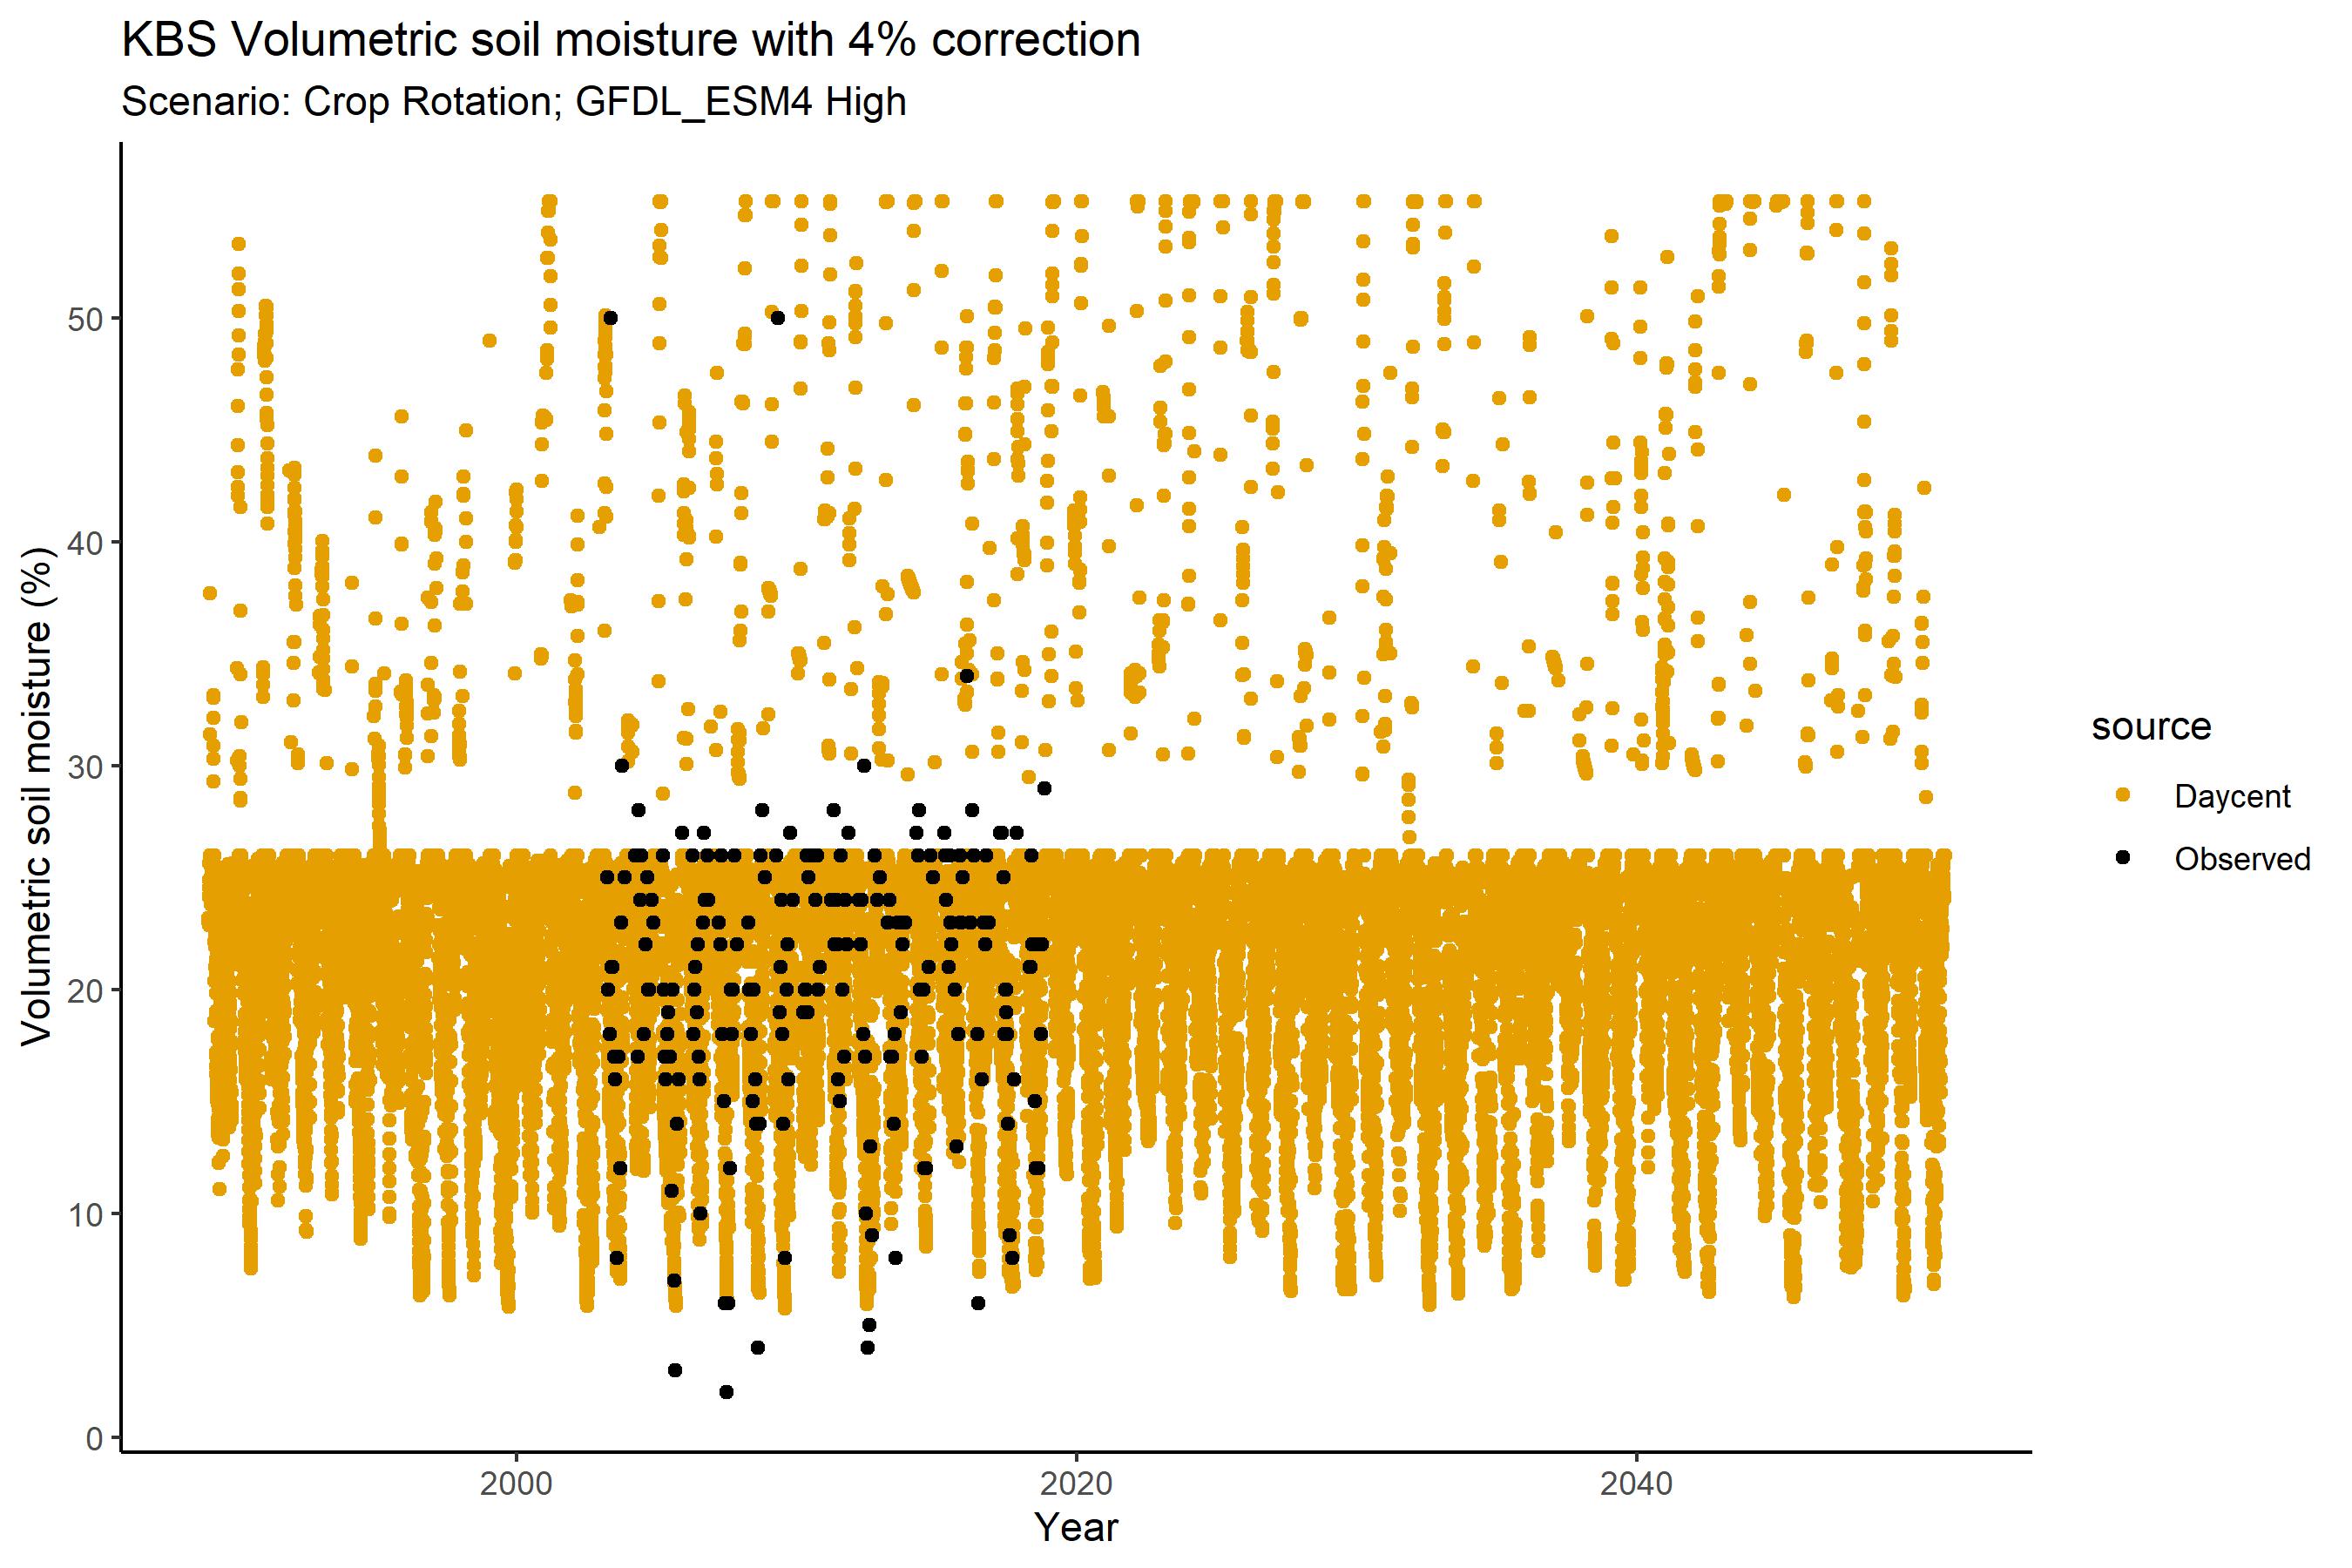 KBS Volumetric soil moisture with 4% correction
Scenario: Crop Rotation; GFDL_ESM4 High
Volumetric soil moisture (%)
50
40
30
20
10
0
2000
2020
2040
Year
source
Daycent
Observed